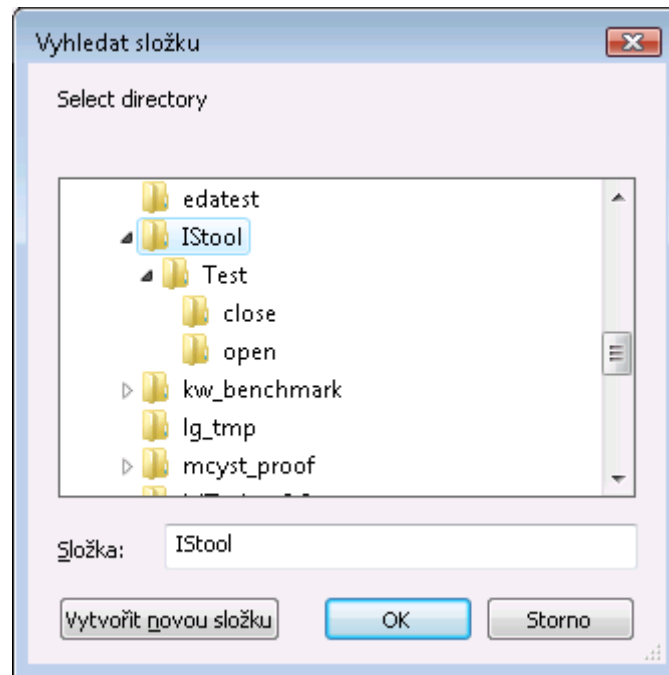 Vyhledat složku
Select directory
edatest
IStool
Test
close
open
kw_benchmark
lg_tmp
mcyst_proof
Složka: IStool
Vytvořit novou složku OK Storno